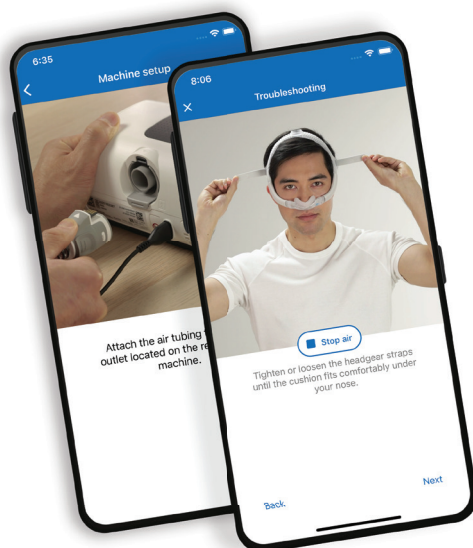 6:35
Machine setup
Attach the air tubing
outlet located on the
machine.
8:06
Troubleshooting
Stop air
Tighten or loosen the headgear straps
until the cushion fits comfortably under
your nose.
Back
Next